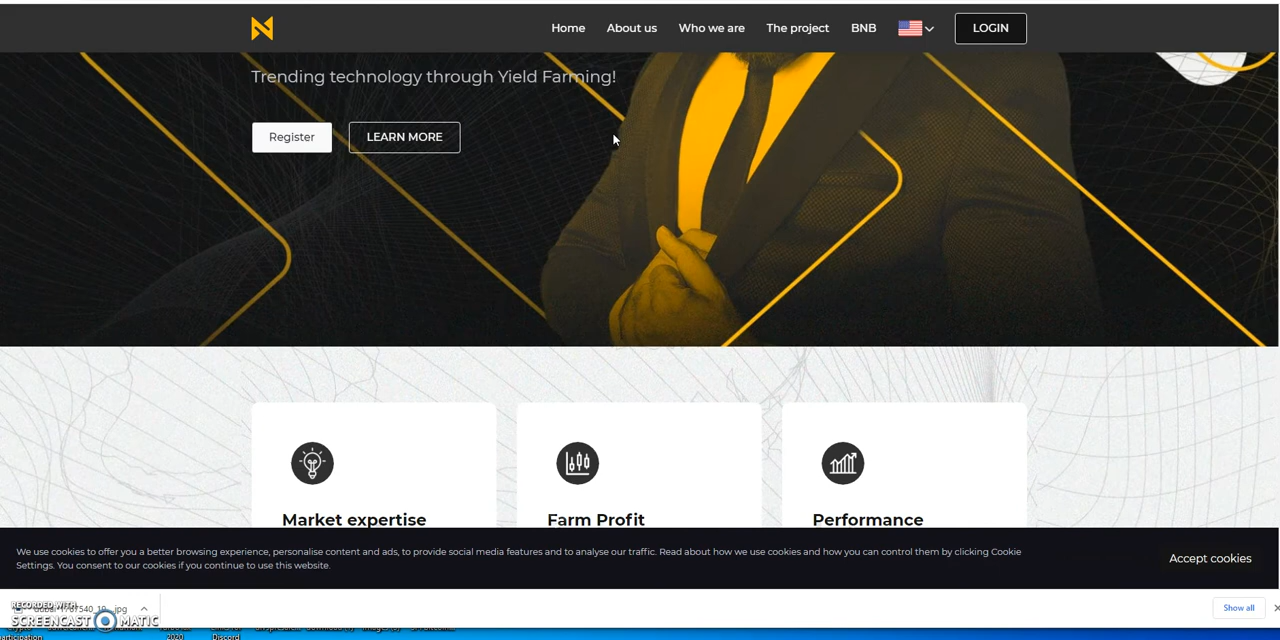 Home About us Who we are The project BNB LOGIN
Trending technology through Yield Farming!
Register LEARN MORE
Market expertise Farm Profit Performance
We use cookies to offer you a better browsing experience, personalise content and ads, to provide social media features and to analyse our traffic. Read about how we use cookies and how you can control them by clicking Cookie
Settings. You consent to our cookies if you continue to use this website.
Accept cookies
RECORDED WITH
SCREENCAST MATIC
.jpg
Show all
2020 Discord